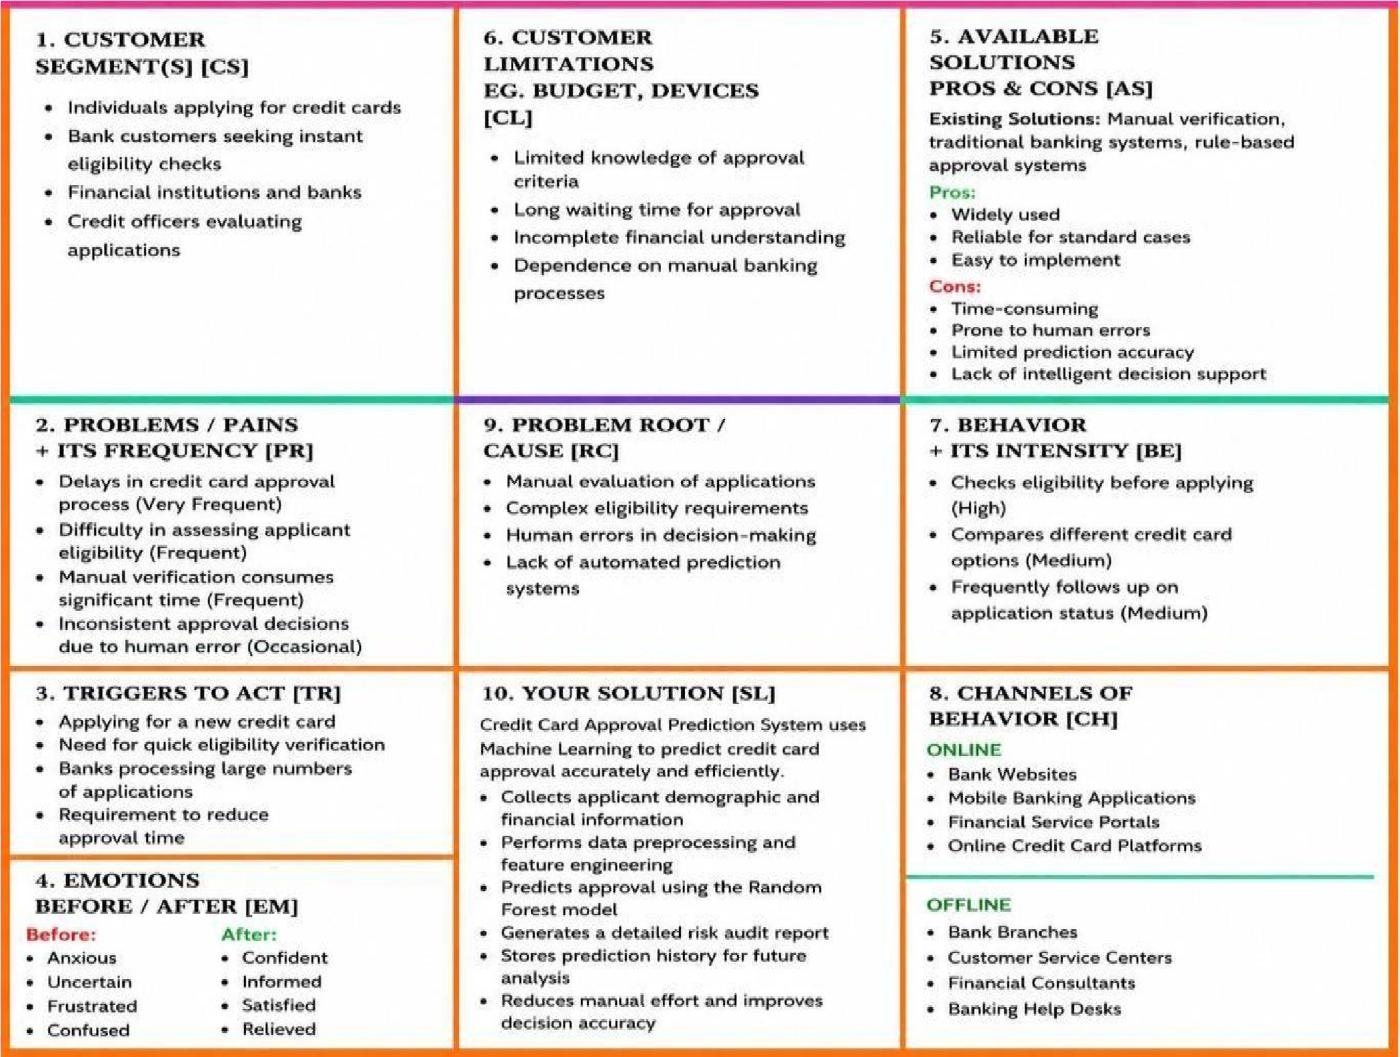 1. CUSTOMER
SEGMENT(S) [CS]
• Individuals applying for credit cards
• Bank customers seeking instant
eligibility checks
• Financial institutions and banks
• Credit officers evaluating
applications
6. CUSTOMER
LIMITATIONS
EG. BUDGET, DEVICES
[CL]
• Limited knowledge of approval
criteria
• Long waiting time for approval
• Incomplete financial understanding
• Dependence on manual banking
processes
5. AVAILABLE
SOLUTIONS
PROS & CONS [AS]
Existing Solutions: Manual verification,
traditional banking systems, rule-based
approval systems
Pros:
• Widely used
• Reliable for standard cases
• Easy to implement
Cons:
• Time-consuming
• Prone to human errors
• Limited prediction accuracy
• Lack of intelligent decision support
2. PROBLEMS / PAINS
+ ITS FREQUENCY [PR]
• Delays in credit card approval
process (Very Frequent)
• Difficulty in assessing applicant
eligibility (Frequent)
• Manual verification consumes
significant time (Frequent)
• Inconsistent approval decisions
due to human error (Occasional)
9. PROBLEM ROOT /
CAUSE [RC]
• Manual evaluation of applications
• Complex eligibility requirements
• Human errors in decision-making
• Lack of automated prediction
systems
7. BEHAVIOR
+ ITS INTENSITY [BE]
• Checks eligibility before applying
(High)
• Compares different credit card
options (Medium)
• Frequently follows up on
application status (Medium)
3. TRIGGERS TO ACT [TR]
• Applying for a new credit card
• Need for quick eligibility verification
• Banks processing large numbers
of applications
• Requirement to reduce
approval time
4. EMOTIONS
BEFORE / AFTER [EM]
Before:
• Anxious
• Uncertain
• Frustrated
• Confused
After:
• Confident
• Informed
• Satisfied
• Relieved
10. YOUR SOLUTION [SL]
Credit Card Approval Prediction System uses
Machine Learning to predict credit card
approval accurately and efficiently.
• Collects applicant demographic and
financial information
• Performs data preprocessing and
feature engineering
• Predicts approval using the Random
Forest model
• Generates a detailed risk audit report
• Stores prediction history for future
analysis
• Reduces manual effort and improves
decision accuracy
8. CHANNELS OF
BEHAVIOR [CH]
ONLINE
• Bank Websites
• Mobile Banking Applications
• Financial Service Portals
• Online Credit Card Platforms
OFFLINE
• Bank Branches
• Customer Service Centers
• Financial Consultants
• Banking Help Desks